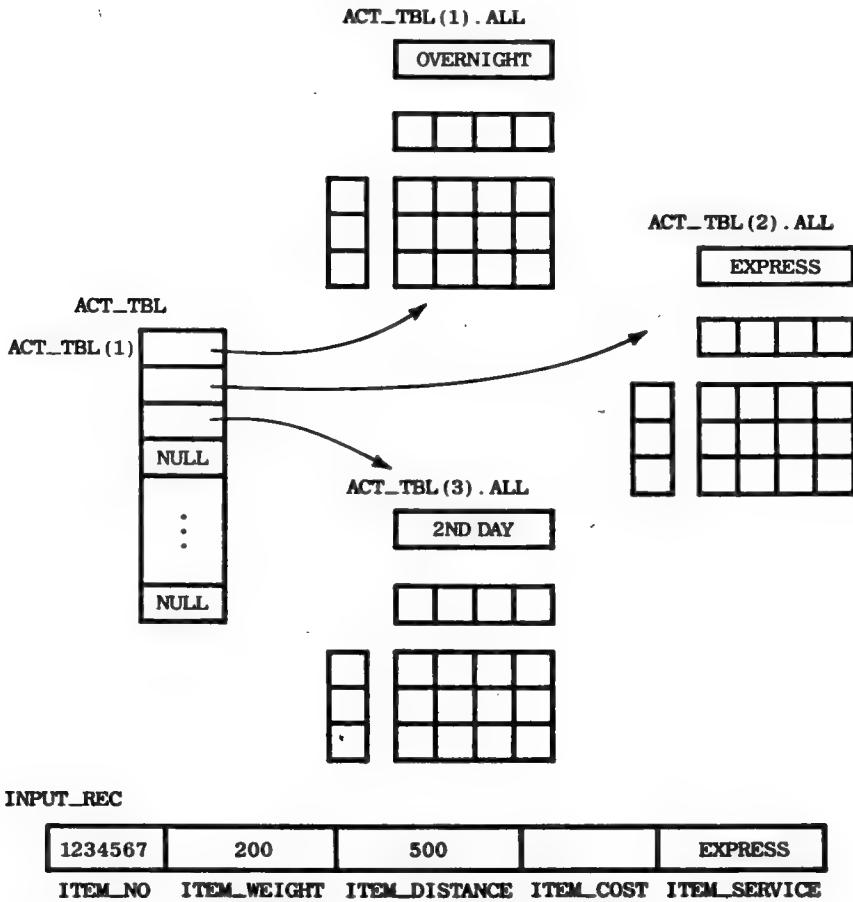 ACT_TBL(1).ALL
OVERNIGHT
ACT_TBL(2).ALL
EXPRESS
ACT_TBL
ACT_TBL(1)
NULL
NULL
ACT_TBL(3).ALL
2ND DAY
INPUT_REC
1234567 200 500 EXPRESS
ITEM_NO ITEM_WEIGHT ITEM_DISTANCE ITEM_COST ITEM_SERVICE